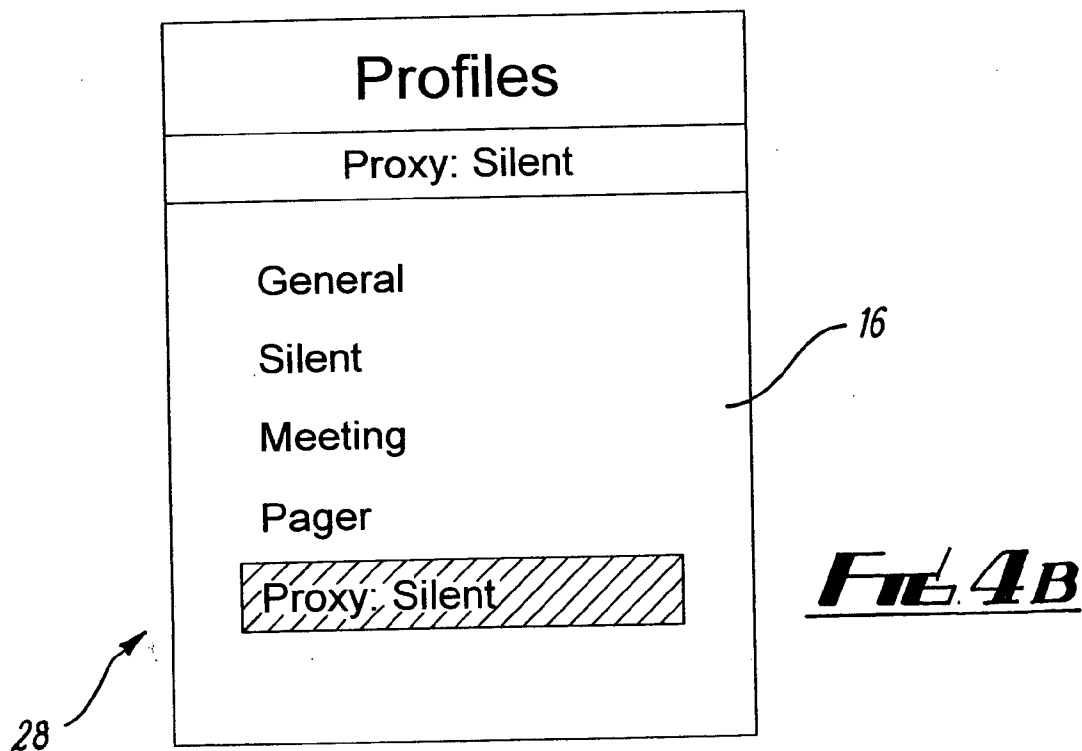 Profiles
Proxy: Silent
General
Silent
16
Meeting
Pager
Proxy: Silent
FIG. 4B
28